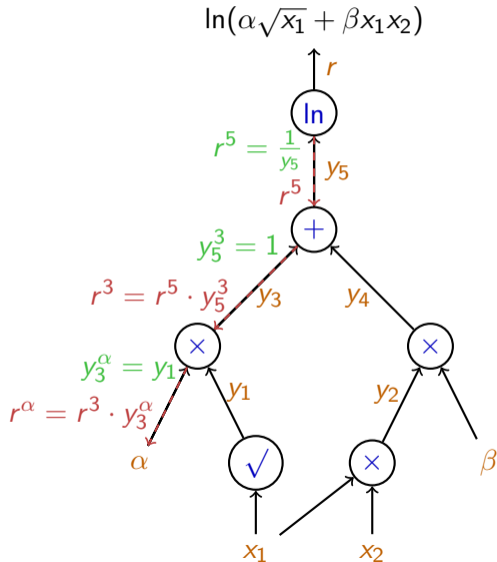 ln(α√x₁ + βx₁x₂)
r
ln
r⁵ = 1/y₅
y₅
r⁵
+
y₅³ = 1
r³ = r⁵ · y₅³
y₃
y₄
×
×
y₃^α = y₁
y₁
y₂
r^α = r³ · y₃^α
α
√
×
β
x₁
x₂